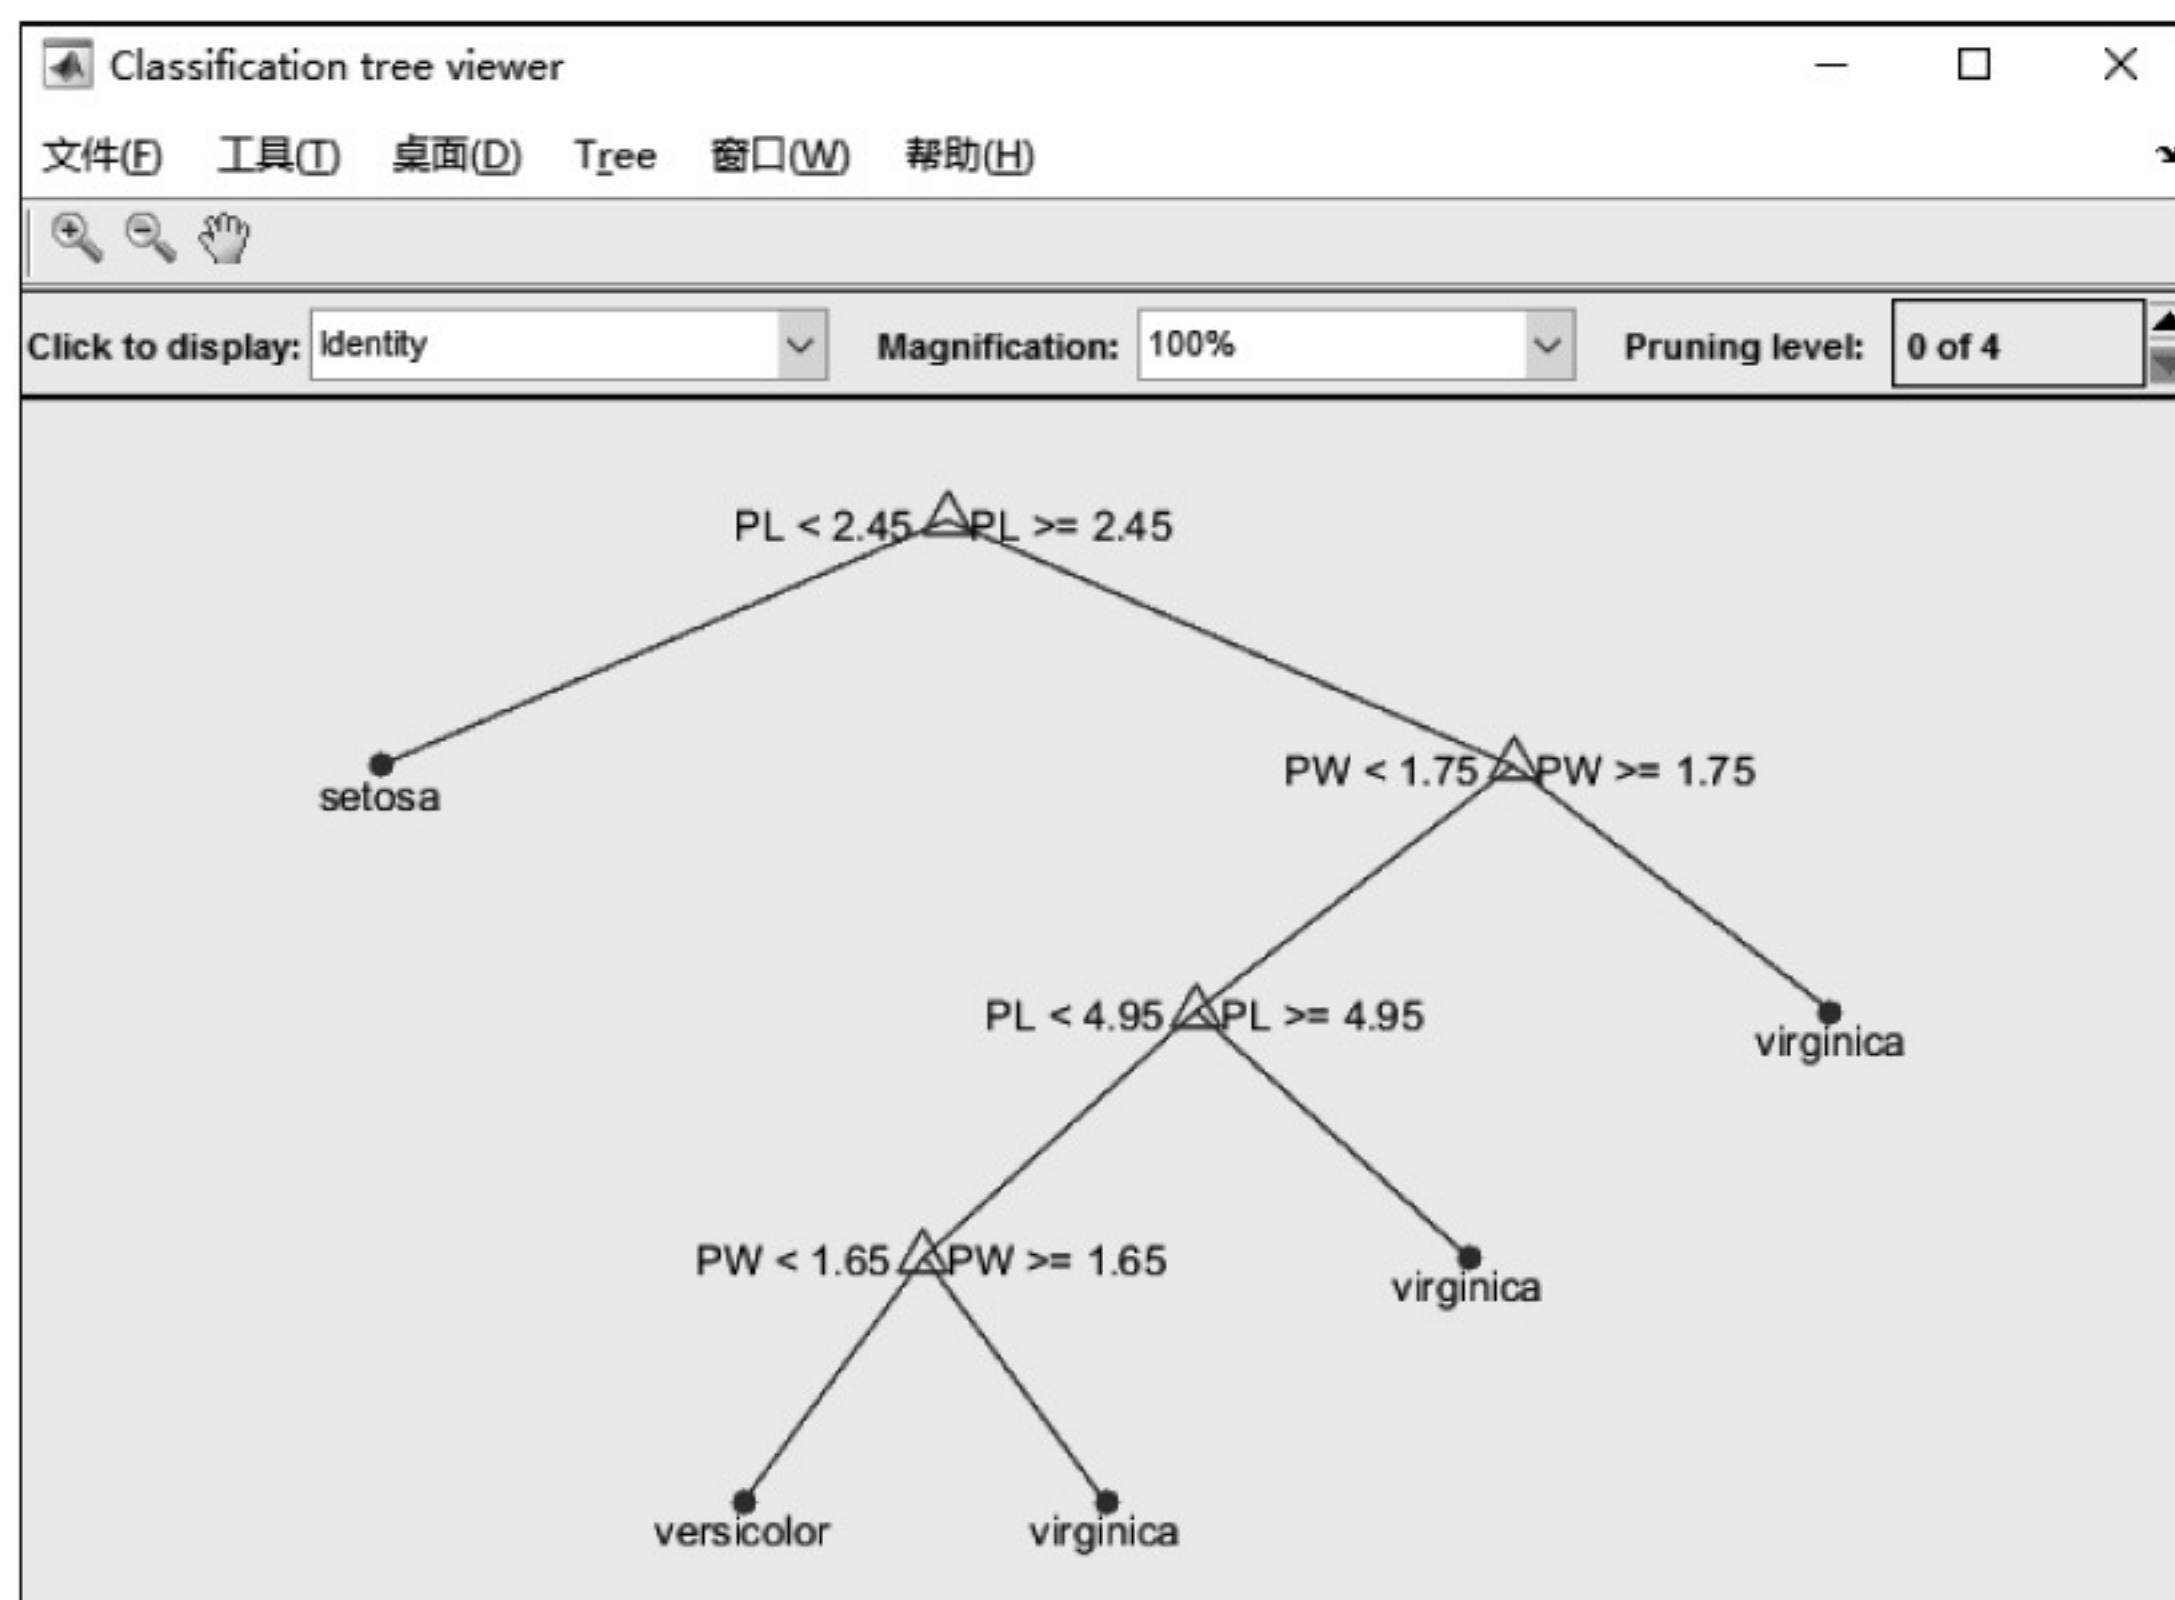 Classification tree viewer
文件(F) 工具(T) 桌面(D) Tree 窗口(W) 帮助(H)
Click to display: Identity Magnification: 100% Pruning level: 0 of 4
PL < 2.45 PL >= 2.45
setosa
PW < 1.75 PW >= 1.75
PL < 4.95 PL >= 4.95
virginica
PW < 1.65 PW >= 1.65
virginica
versicolor virginica